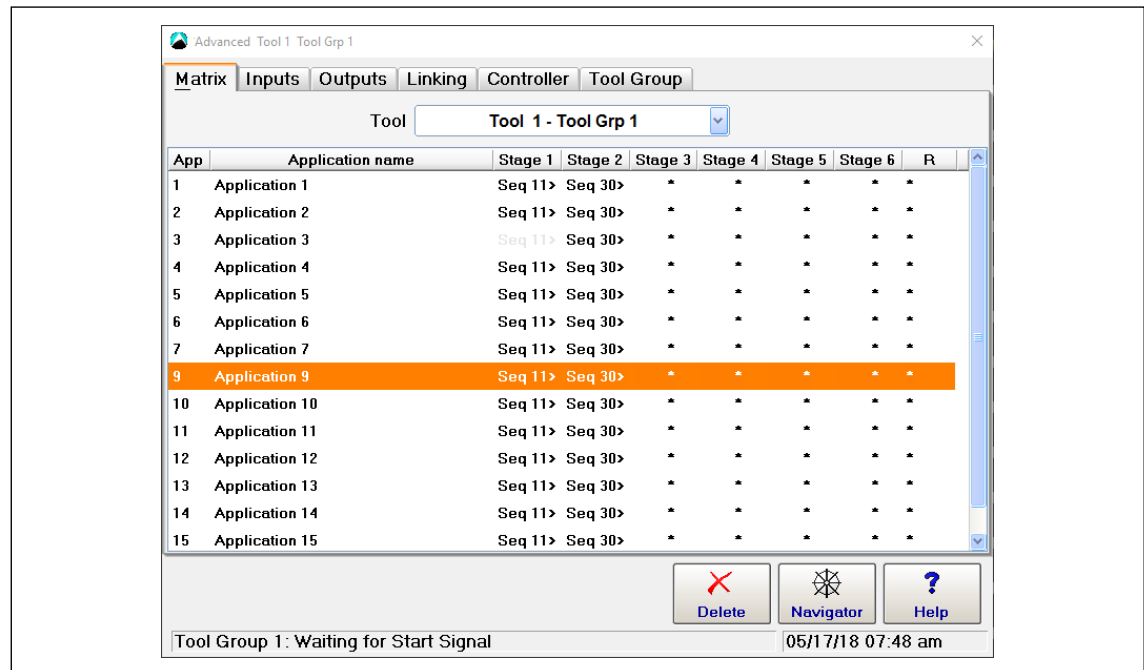 Advanced Tool 1 Tool Grp 1
Matrix Inputs Outputs Linking Controller Tool Group
Tool Tool 1 - Tool Grp 1
App Application name Stage 1 Stage 2 Stage 3 Stage 4 Stage 5 Stage 6 R
1 Application 1 Seq 11> Seq 30> * * * * *
2 Application 2 Seq 11> Seq 30> * * * * *
3 Application 3 Seq 11> Seq 30> * * * * *
4 Application 4 Seq 11> Seq 30> * * * * *
5 Application 5 Seq 11> Seq 30> * * * * *
6 Application 6 Seq 11> Seq 30> * * * * *
7 Application 7 Seq 11> Seq 30> * * * * *
9 Application 9 Seq 11> Seq 30> * * * * *
10 Application 10 Seq 11> Seq 30> * * * * *
11 Application 11 Seq 11> Seq 30> * * * * *
12 Application 12 Seq 11> Seq 30> * * * * *
13 Application 13 Seq 11> Seq 30> * * * * *
14 Application 14 Seq 11> Seq 30> * * * * *
15 Application 15 Seq 11> Seq 30> * * * * *
Delete Navigator Help
Tool Group 1: Waiting for Start Signal 05/17/18 07:48 am